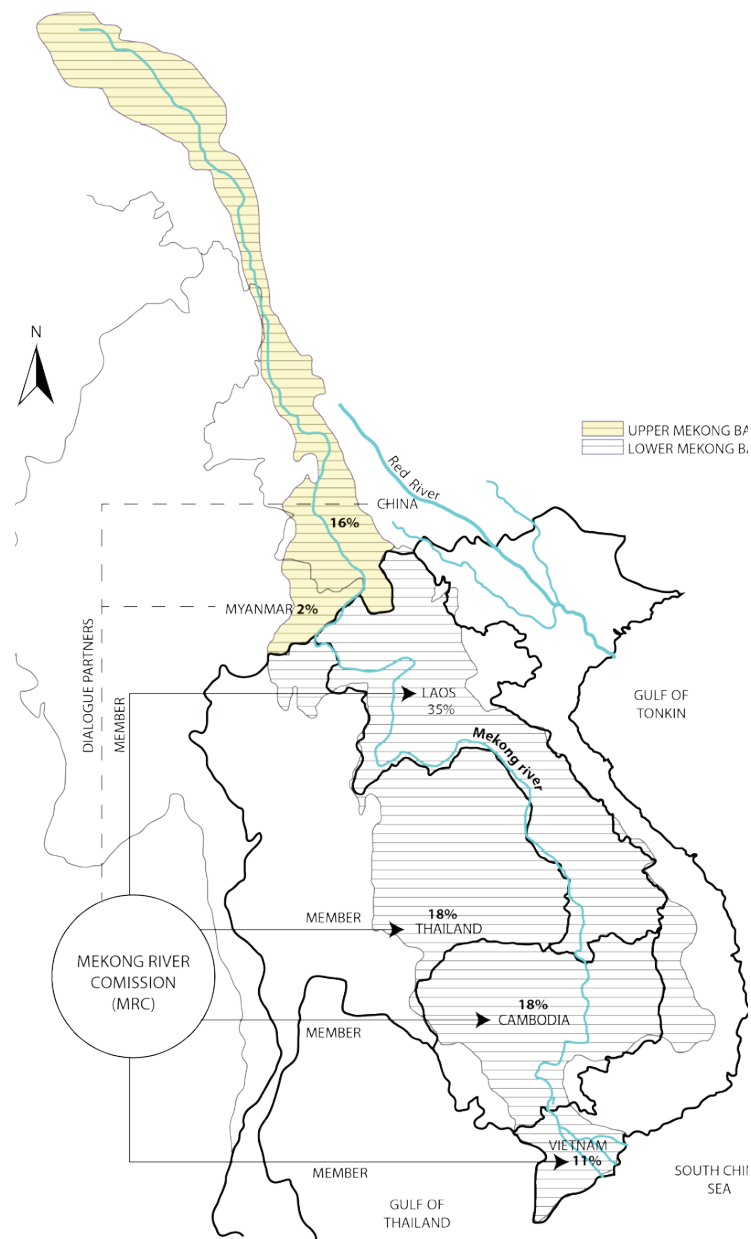 N
UPPER MEKONG BA
LOWER MEKONG BA
Red River
CHINA
16%
MYANMAR 2%
DIALOGUE PARTNERS
MEMBER
LAOS
35%
GULF OF
TONKIN
Mekong river
MEMBER
18%
THAILAND
MEKONG RIVER
COMISSION
(MRC)
18%
CAMBODIA
MEMBER
VIETNAM
11%
MEMBER
SOUTH CHIN
SEA
GULF OF
THAILAND